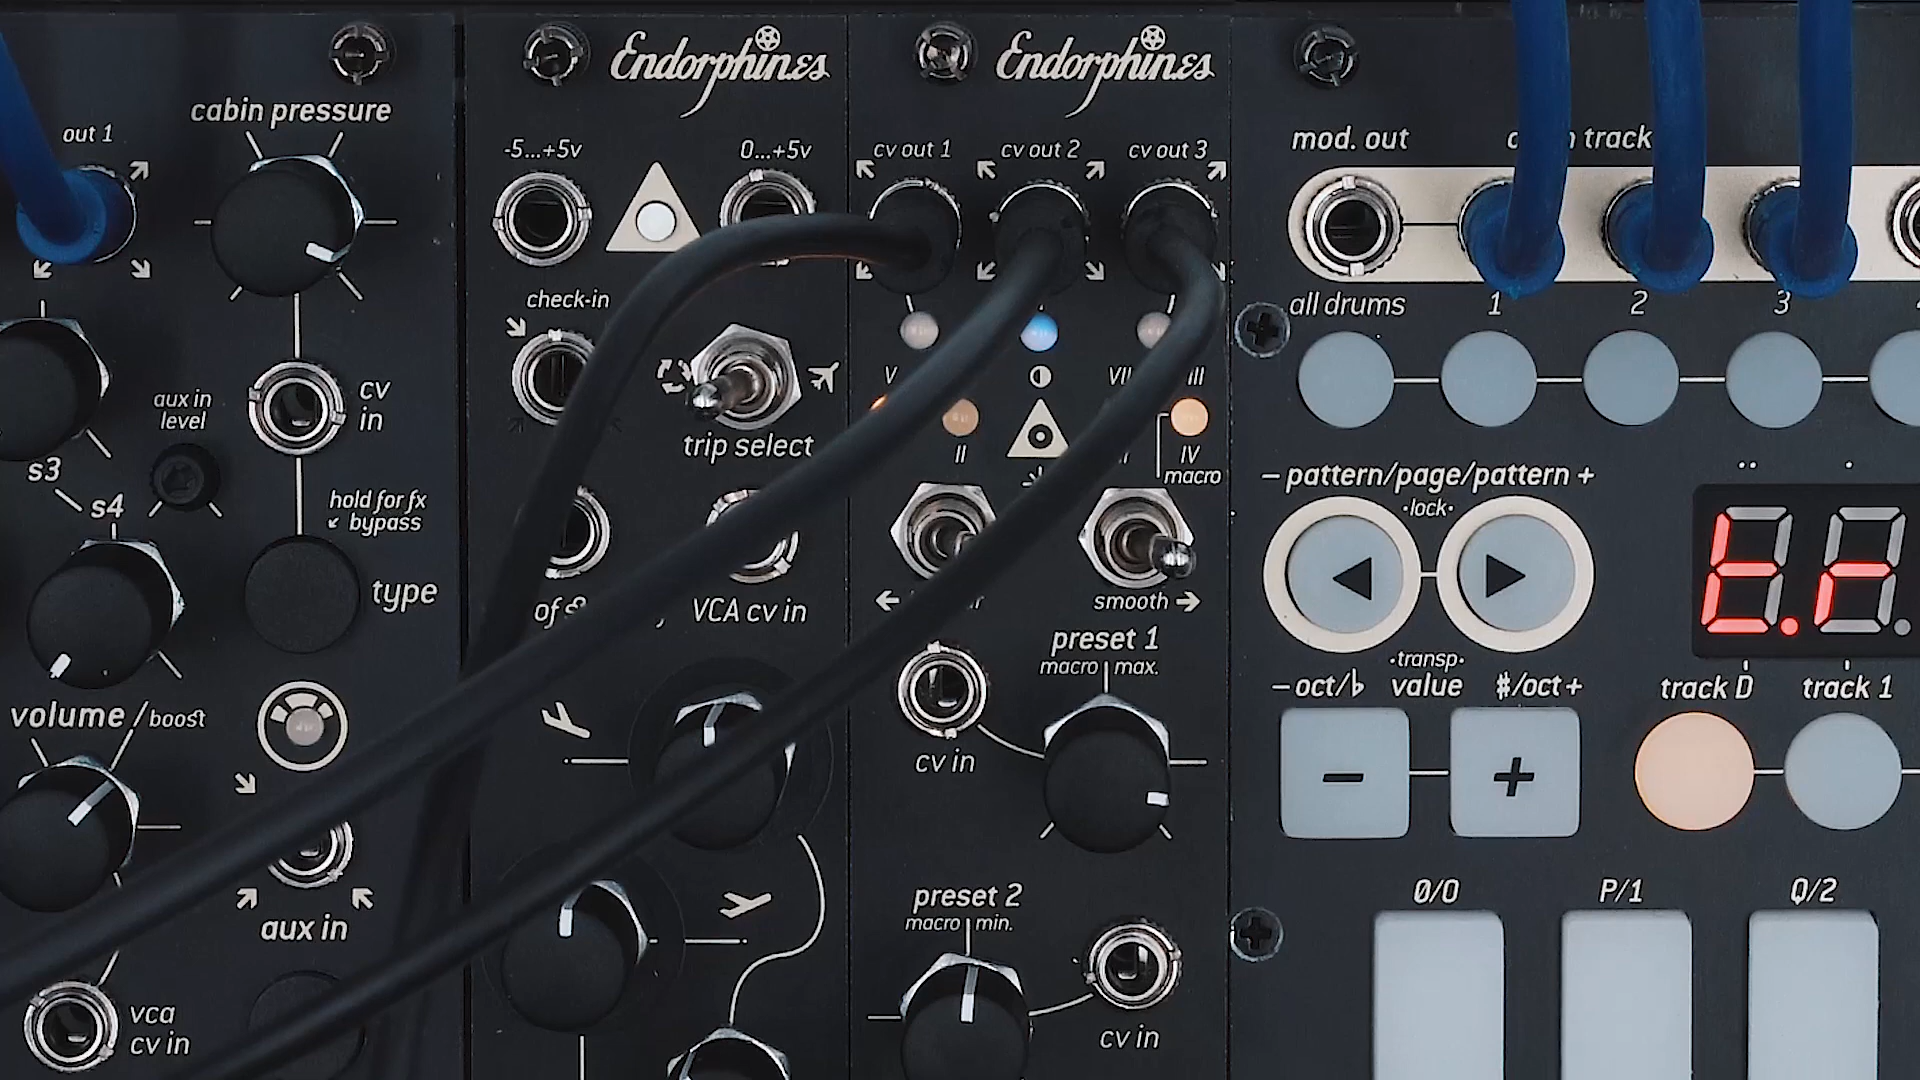 Endorphin.es
Endorphin.es
cabin pressure
out 1
-5...+5v
0...+5v
cv out 1
cv out 2
cv out 3
mod. out
track
check-in
all drums
1
2
3
cv
in
aux in
level
trip select
V
VII
III
II
IV
macro
s3
s4
hold for fx
bypass
type
– pattern/page/pattern +
·lock·
tr
VCA cv in
smooth
preset 1
macro max.
·transp·
– oct/♭
value
♯/oct +
track D
track 1
volume /boost
cv in
–
+
preset 2
macro min.
0/O
P/1
Q/2
aux in
vca
cv in
cv in